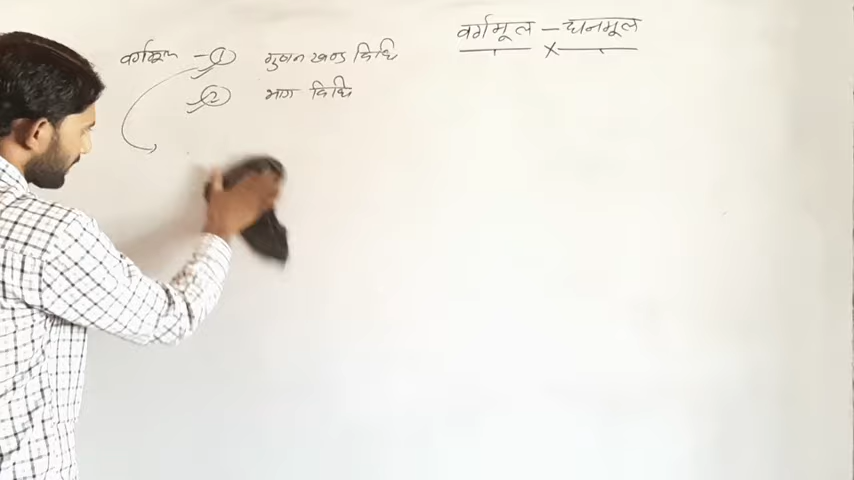 वर्गमूल — घनमूल
वर्गमूल — ① गुणनखण्ड विधि
② भाग विधि